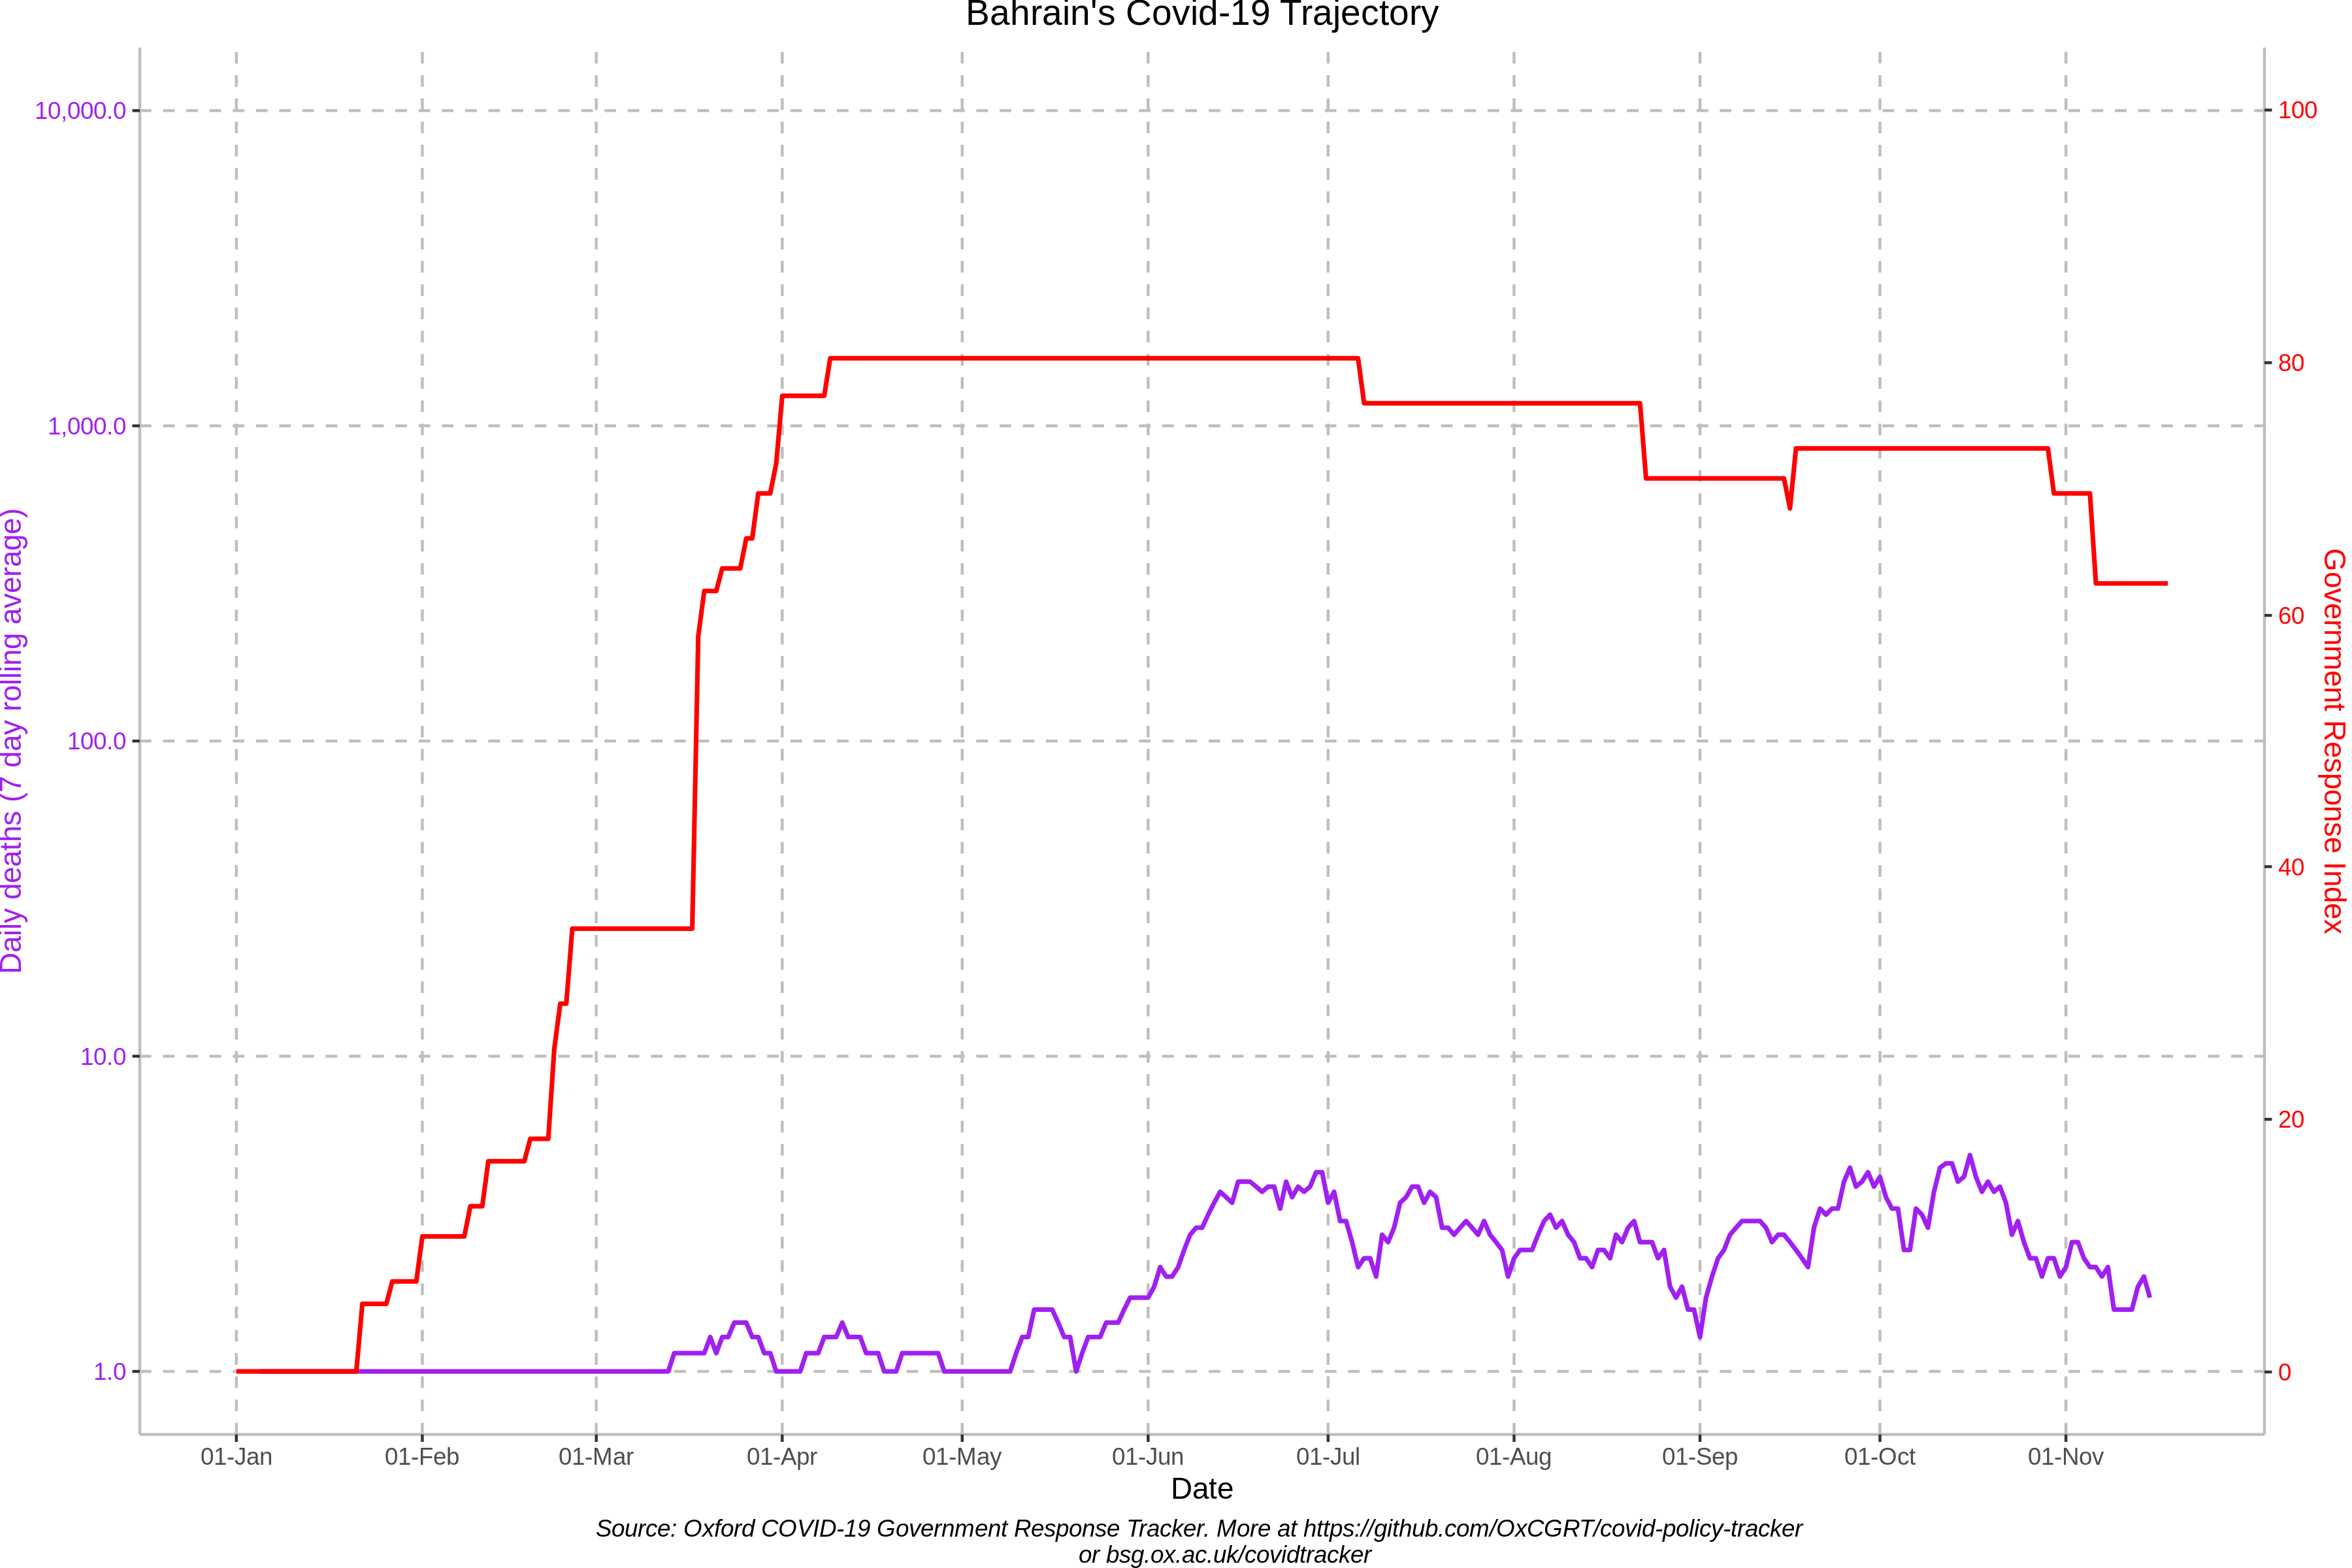 Bahrain's Covid-19 Trajectory
10,000.0
1,000.0
100.0
10.0
1.0
Daily deaths (7 day rolling average)
100
80
60
40
20
0
Government Response Index
01-Jan 01-Feb 01-Mar 01-Apr 01-May 01-Jun 01-Jul 01-Aug 01-Sep 01-Oct 01-Nov
Date
Source: Oxford COVID-19 Government Response Tracker. More at https://github.com/OxCGRT/covid-policy-tracker
or bsg.ox.ac.uk/covidtracker